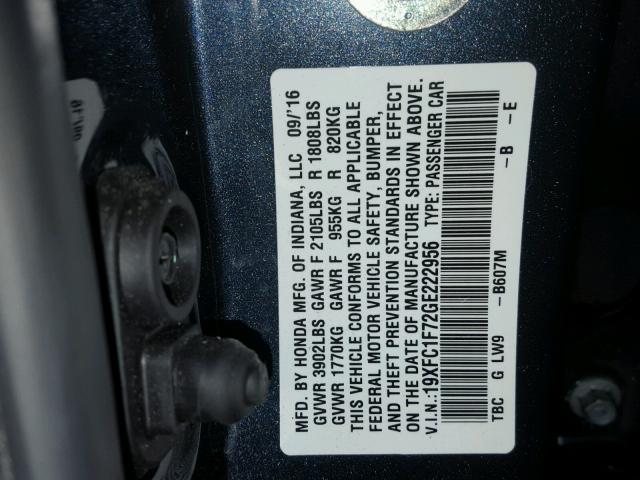 MFD. BY HONDA MFG. OF INDIANA, LLC 09/'16
GVWR 3902LBS GAWR F 2105LBS R 1808LBS
GVWR 1770KG GAWR F 955KG R 820KG
THIS VEHICLE CONFORMS TO ALL APPLICABLE
FEDERAL MOTOR VEHICLE SAFETY, BUMPER,
AND THEFT PREVENTION STANDARDS IN EFFECT
ON THE DATE OF MANUFACTURE SHOWN ABOVE.
V.I.N.:19XFC1F72GE222956 TYPE: PASSENGER CAR
TBC G LW9 - B607M - B - E